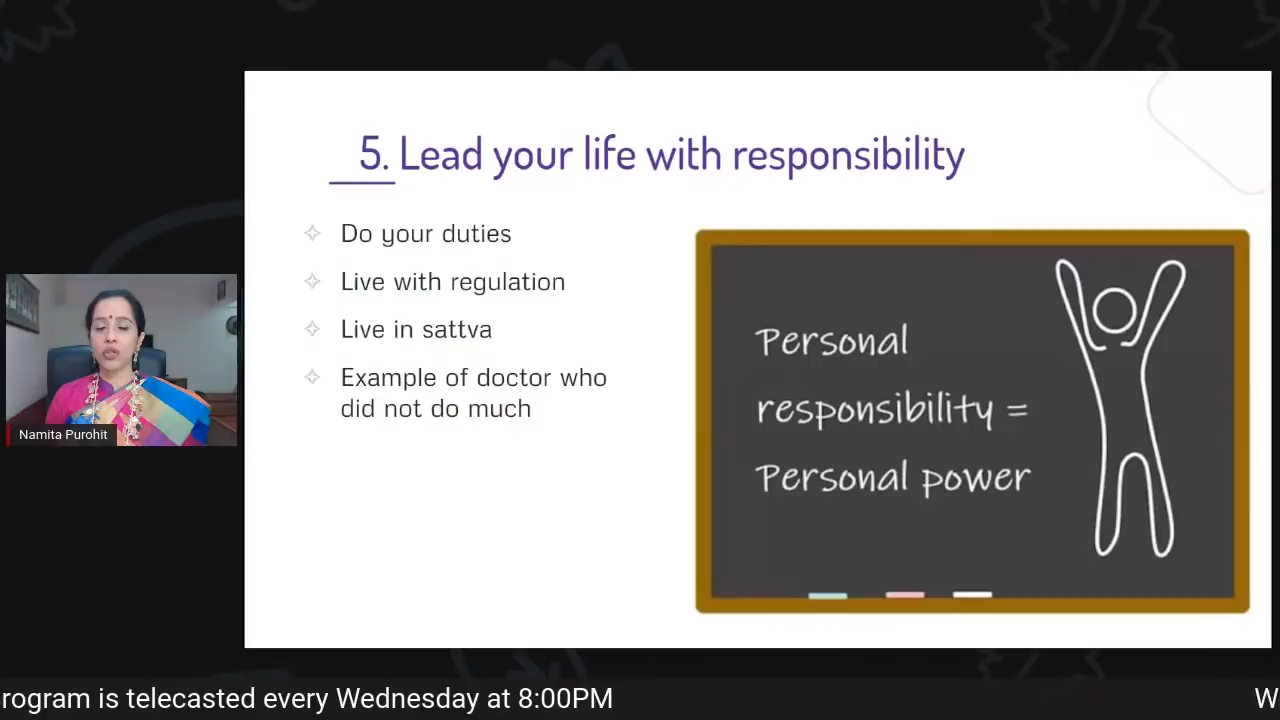 5. Lead your life with responsibility
Do your duties
Live with regulation
Live in sattva
Example of doctor who
did not do much
Personal
responsibility =
Personal power
Namita Purohit
rogram is telecasted every Wednesday at 8:00PM
W